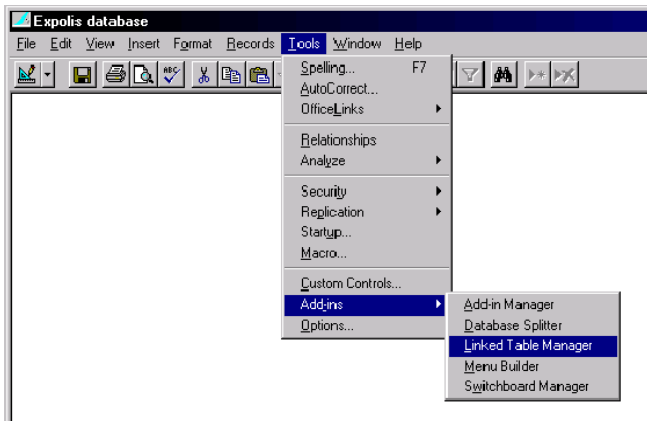 Expolis database
File Edit View Insert Format Records Tools Window Help
ABC
Spelling... F7
AutoCorrect...
OfficeLinks
Relationships
Analyze
Security
Replication
Startup...
Macro...
Custom Controls...
Add-ins
Options...
Add-in Manager
Database Splitter
Linked Table Manager
Menu Builder
Switchboard Manager